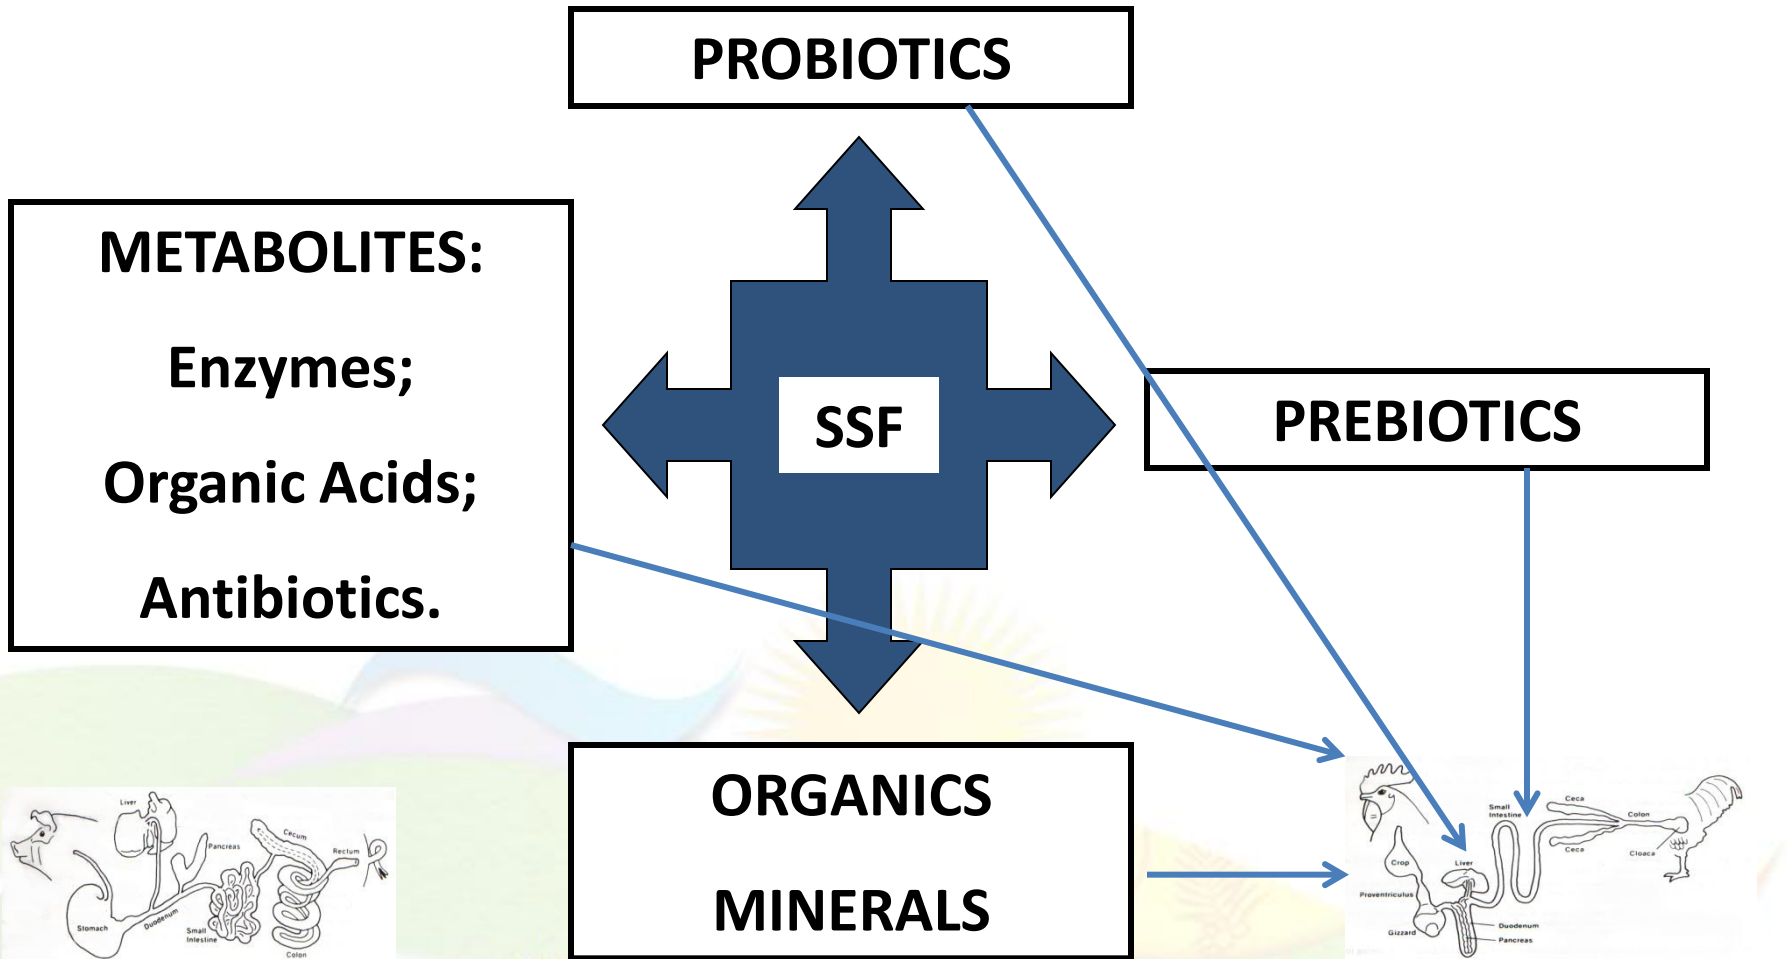 PROBIOTICS
METABOLITES:
Enzymes;
Organic Acids;
Antibiotics.
SSF
PREBIOTICS
ORGANICS
MINERALS
Liver
Pancreas
Cecum
Rectum
Stomach
Duodenum
Small
Intestine
Colon
Small
Intestine
Ceca
Colon
Ceca
Cloaca
Crop
Liver
Proventriculus
Gizzard
Duodenum
Pancreas